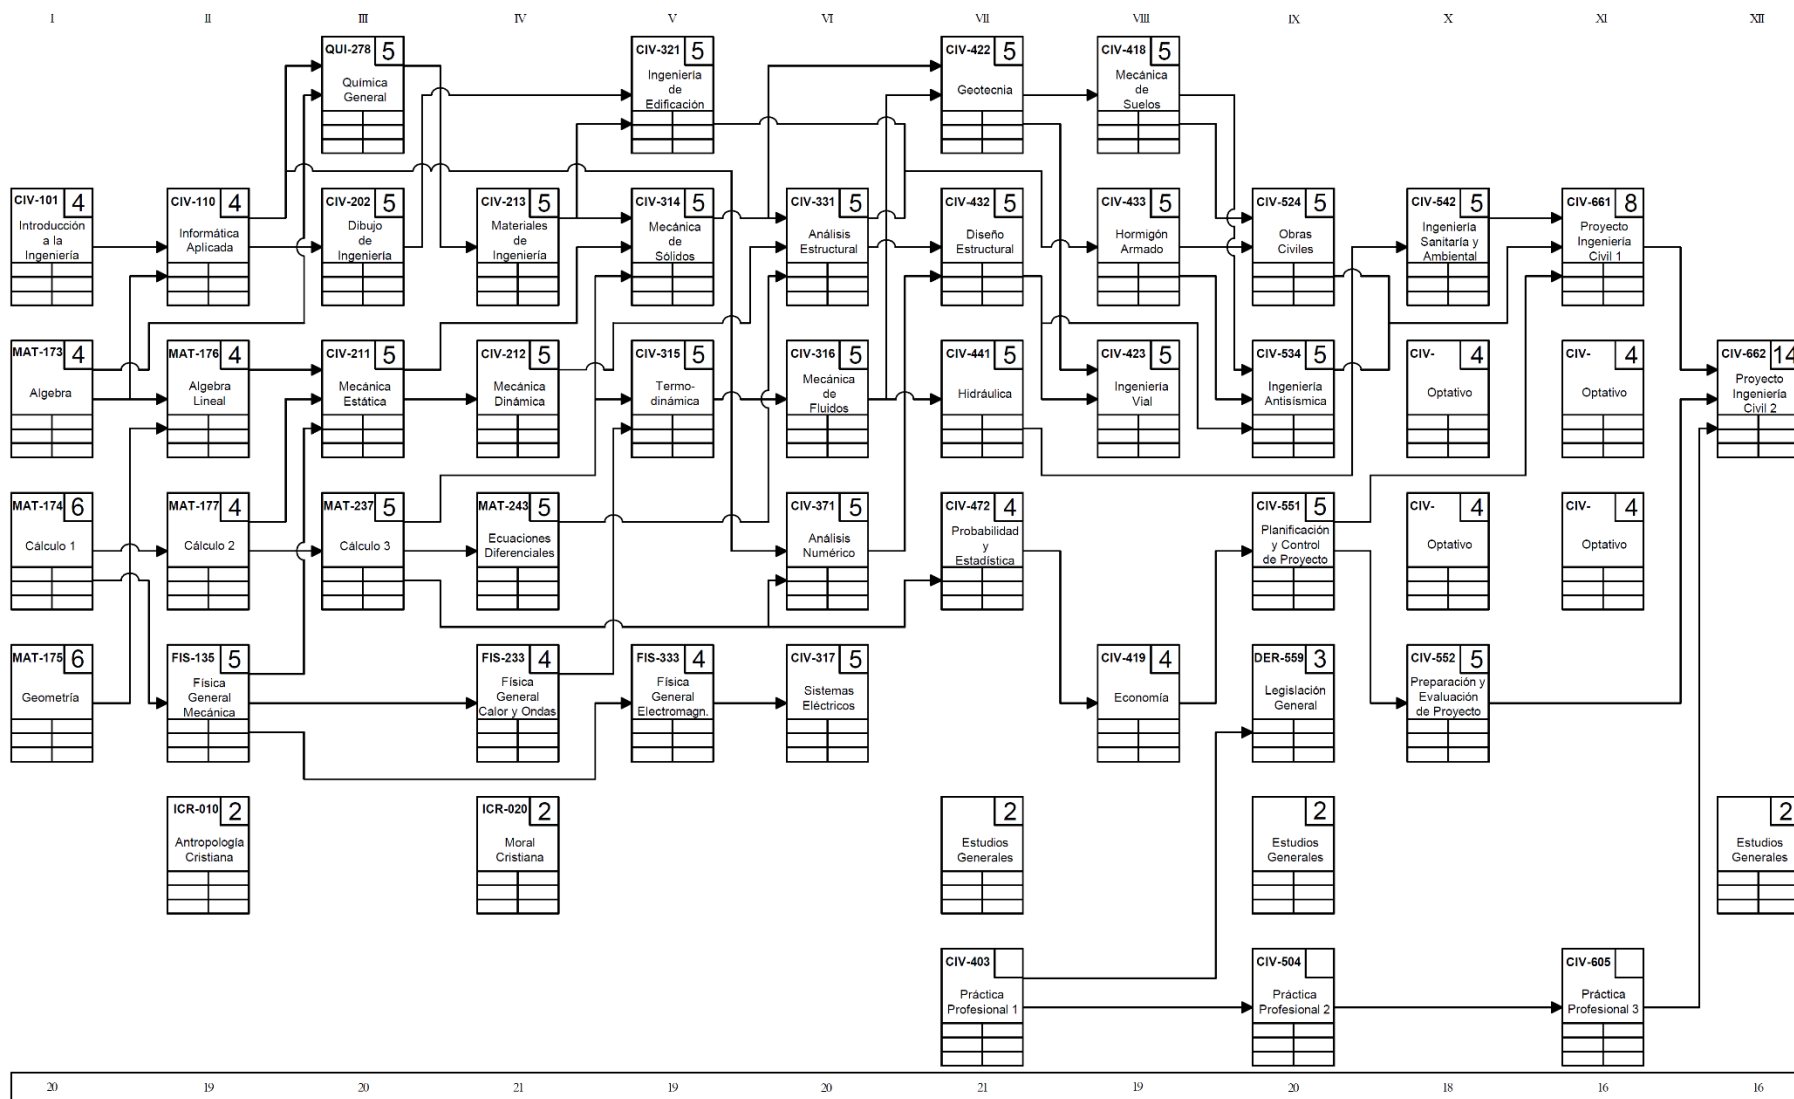 I II III IV V VI VII VIII IX X XI XII
QUI-278 5
Química
General
CIV-321 5
Ingeniería
de
Edificación
CIV-422 5
Geotecnia
CIV-418 5
Mecánica
de
Suelos
CIV-101 4
Introducción
a la
Ingeniería
CIV-110 4
Informática
Aplicada
CIV-202 5
Dibujo
de
Ingeniería
CIV-213 5
Materiales
de
Ingeniería
CIV-314 5
Mecánica
de
Sólidos
CIV-331 5
Análisis
Estructural
CIV-432 5
Diseño
Estructural
CIV-433 5
Hormigón
Armado
CIV-524 5
Obras
Civiles
CIV-542 5
Ingeniería
Sanitaría y
Ambiental
CIV-661 8
Proyecto
Ingeniería
Civil 1
MAT-173 4
Algebra
MAT-176 4
Algebra
Lineal
CIV-211 5
Mecánica
Estática
CIV-212 5
Mecánica
Dinámica
CIV-315 5
Termo-
dinámica
CIV-316 5
Mecánica
de
Fluidos
CIV-441 5
Hidráulica
CIV-423 5
Ingeniería
Vial
CIV-534 5
Ingeniería
Antisísmica
CIV- 4
Optativo
CIV- 4
Optativo
CIV-662 14
Proyecto
Ingeniería
Civil 2
MAT-174 6
Cálculo 1
MAT-177 4
Cálculo 2
MAT-237 5
Cálculo 3
MAT-243 5
Ecuaciones
Diferenciales
CIV-371 5
Análisis
Numérico
CIV-472 4
Probabilidad
y
Estadística
CIV-551 5
Planificación
y Control
de Proyecto
CIV- 4
Optativo
CIV- 4
Optativo
MAT-175 6
Geometría
FIS-135 5
Física
General
Mecánica
FIS-233 4
Física
General
Calor y Ondas
FIS-333 4
Física
General
Electromagn.
CIV-317 5
Sistemas
Eléctricos
CIV-419 4
Economía
DER-559 3
Legislación
General
CIV-552 5
Preparación y
Evaluación
de Proyecto
ICR-010 2
Antropología
Cristiana
ICR-020 2
Moral
Cristiana
2
Estudios
Generales
2
Estudios
Generales
2
Estudios
Generales
CIV-403
Práctica
Profesional 1
CIV-504
Práctica
Profesional 2
CIV-605
Práctica
Profesional 3
20 19 20 21 19 20 21 19 20 18 16 16